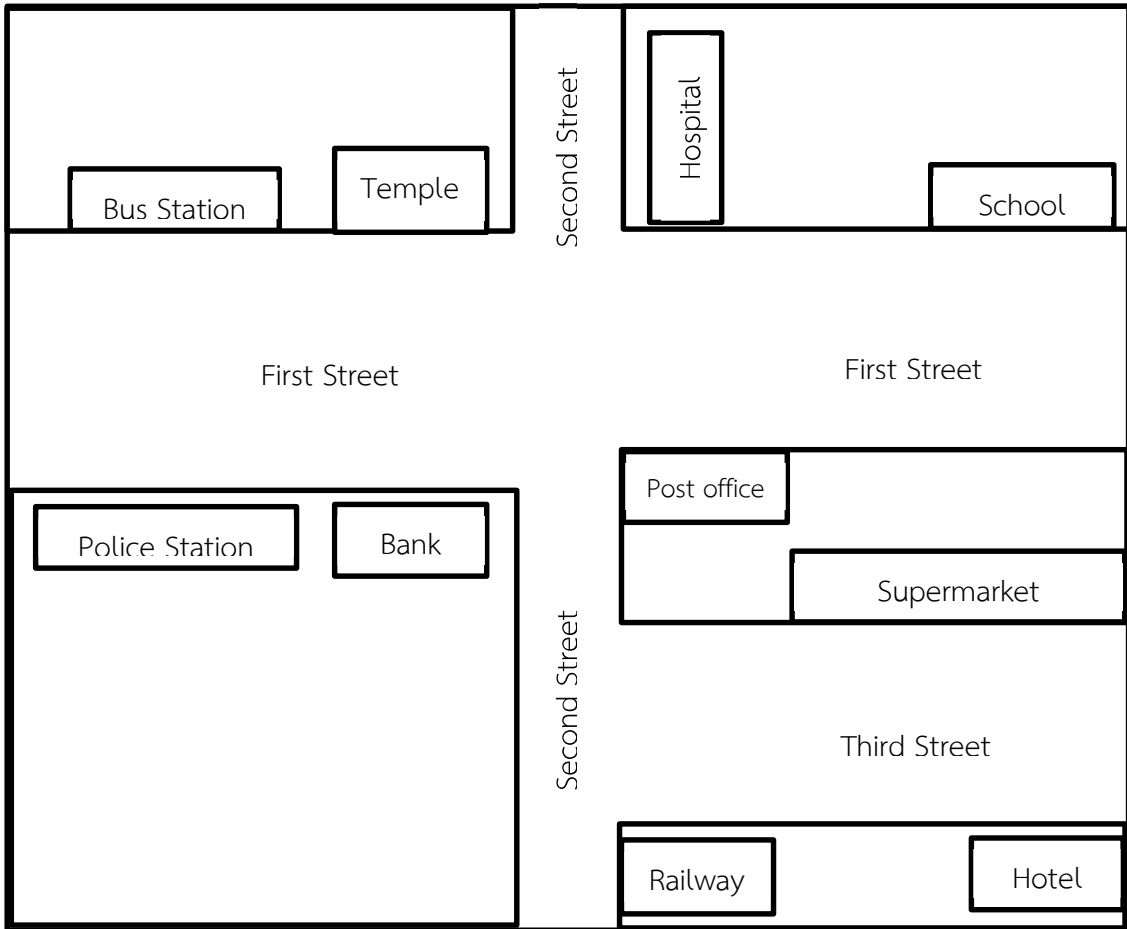 Second Street
Hospital
Temple
Bus Station
School
First Street
First Street
Post office
Police Station
Bank
Supermarket
Second Street
Third Street
Railway
Hotel